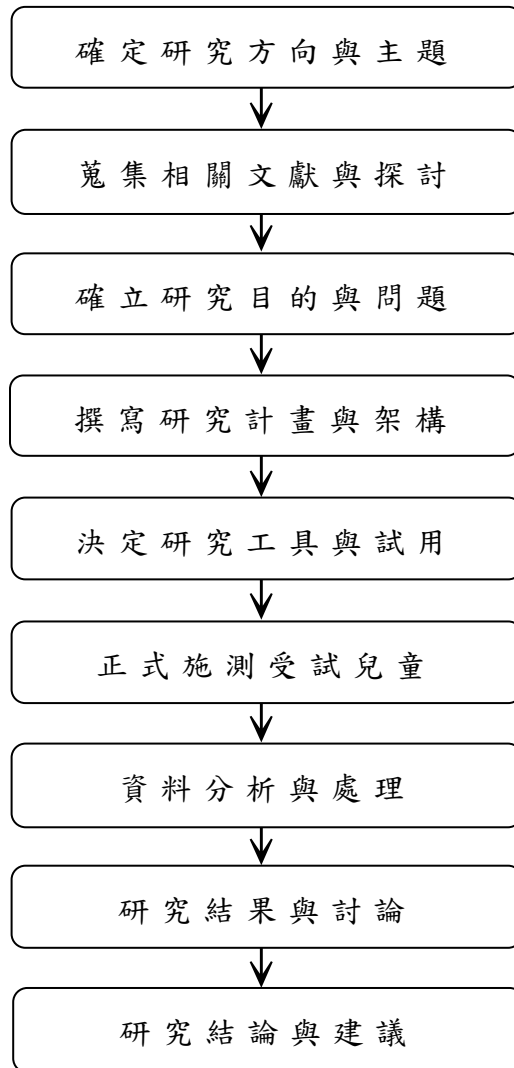 確定研究方向與主題
蒐集相關文獻與探討
確立研究目的與問題
撰寫研究計畫與架構
決定研究工具與試用
正式施測受試兒童
資料分析與處理
研究結果與討論
研究結論與建議